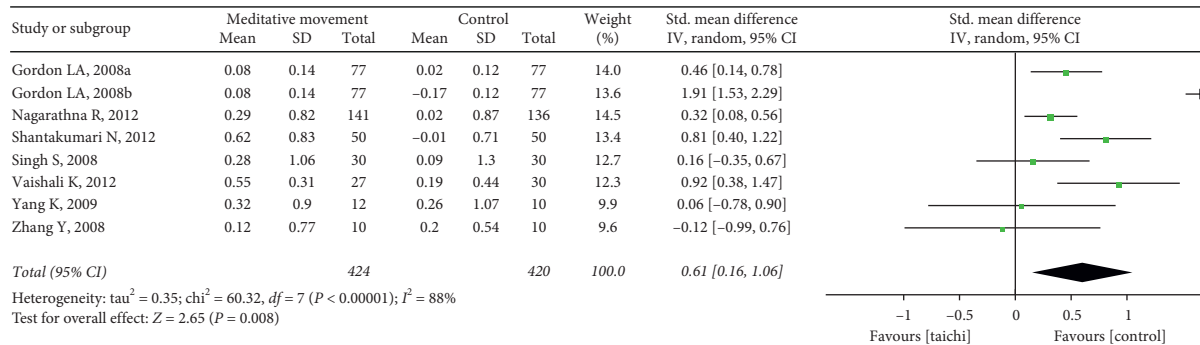 Meditative movement Control Weight Std. mean difference Std. mean difference
Study or subgroup Mean SD Total Mean SD Total (%) IV, random, 95% CI IV, random, 95% CI
Gordon LA, 2008a 0.08 0.14 77 0.02 0.12 77 14.0 0.46 [0.14, 0.78]
Gordon LA, 2008b 0.08 0.14 77 –0.17 0.12 77 13.6 1.91 [1.53, 2.29]
Nagarathna R, 2012 0.29 0.82 141 0.02 0.87 136 14.5 0.32 [0.08, 0.56]
Shantakumari N, 2012 0.62 0.83 50 –0.01 0.71 50 13.4 0.81 [0.40, 1.22]
Singh S, 2008 0.28 1.06 30 0.09 1.3 30 12.7 0.16 [–0.35, 0.67]
Vaishali K, 2012 0.55 0.31 27 0.19 0.44 30 12.3 0.92 [0.38, 1.47]
Yang K, 2009 0.32 0.9 12 0.26 1.07 10 9.9 0.06 [–0.78, 0.90]
Zhang Y, 2008 0.12 0.77 10 0.2 0.54 10 9.6 –0.12 [–0.99, 0.76]
Total (95% CI) 424 420 100.0 0.61 [0.16, 1.06]
Heterogeneity: tau² = 0.35; chi² = 60.32, df = 7 (P < 0.00001); I² = 88%
Test for overall effect: Z = 2.65 (P = 0.008)
–1 –0.5 0 0.5 1
Favours [taichi] Favours [control]